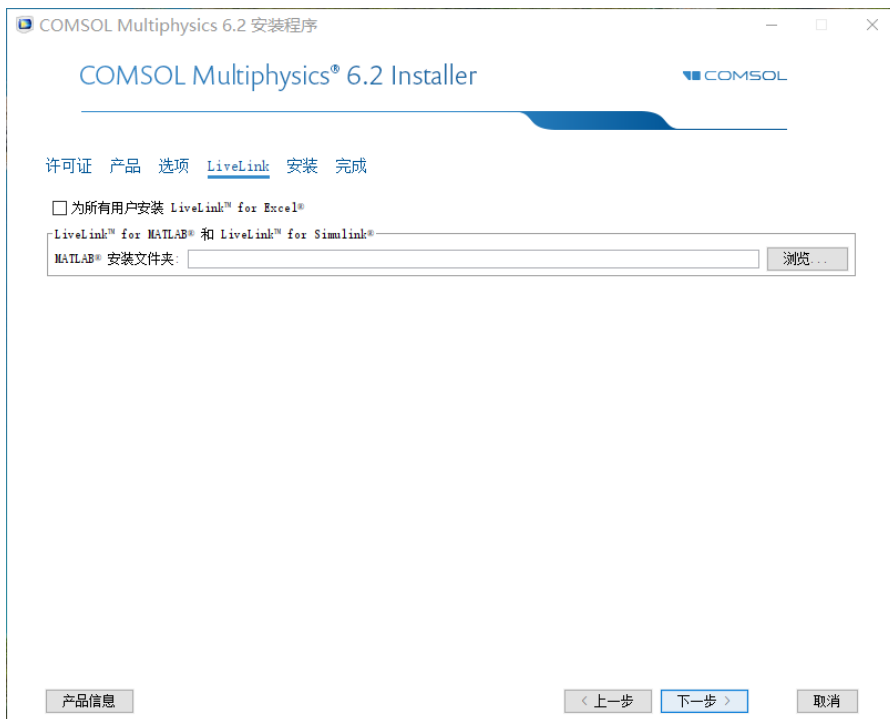 COMSOL Multiphysics 6.2 安装程序
COMSOL Multiphysics® 6.2 Installer
COMSOL
许可证 产品 选项 LiveLink 安装 完成
为所有用户安装 LiveLink™ for Excel®
LiveLink™ for MATLAB® 和 LiveLink™ for Simulink®
MATLAB® 安装文件夹: 浏览...
产品信息 < 上一步 下一步 > 取消